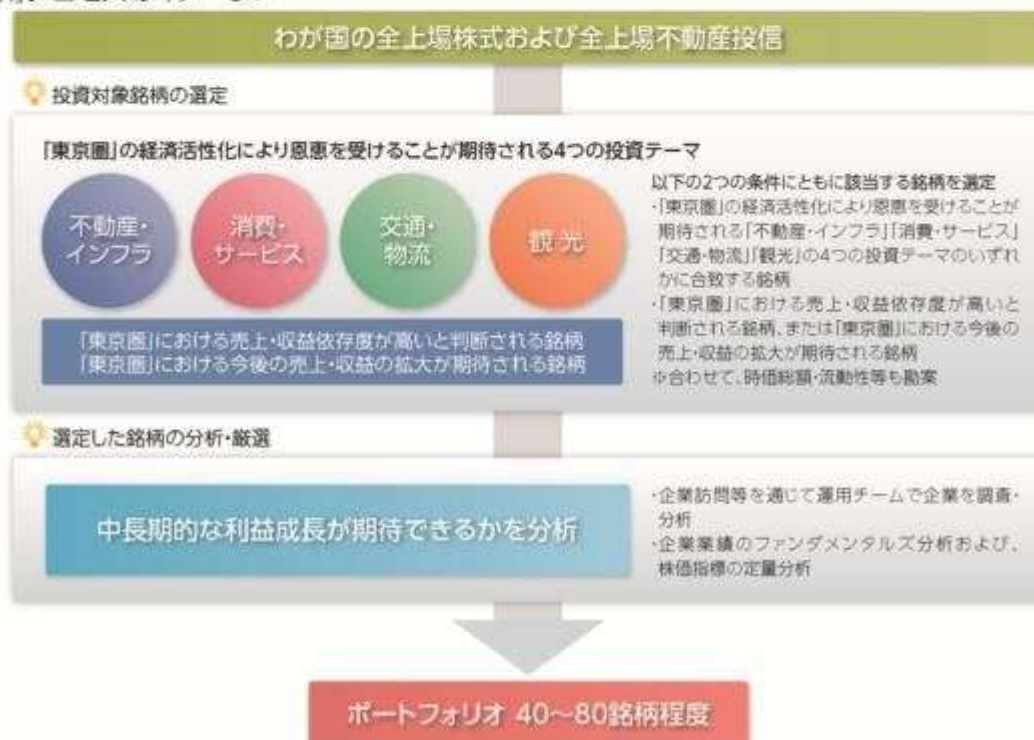 わが国の全上場株式および全上場不動産投信
投資対象銘柄の選定
「東京圏」の経済活性化により恩恵を受けることが期待される4つの投資テーマ
不動産・
インフラ
消費・
サービス
交通・
物流
観光
「東京圏」における売上・収益依存度が高いと判断される銘柄
「東京圏」における今後の売上・収益の拡大が期待される銘柄
以下の2つの条件にともに該当する銘柄を選定
・「東京圏」の経済活性化により恩恵を受けることが
期待される「不動産・インフラ」「消費・サービス」
「交通・物流」「観光」の4つの投資テーマのいずれ
かに合致する銘柄
・「東京圏」における売上・収益依存度が高いと
判断される銘柄、または「東京圏」における今後の
売上・収益の拡大が期待される銘柄
※合わせて、時価総額・流動性等も勘案
選定した銘柄の分析・厳選
中長期的な利益成長が期待できるかを分析
・企業訪問等を通じて運用チームで企業を調査・
分析
・企業業績のファンダメンタルズ分析および、
株価指標の定量分析
ポートフォリオ 40～80銘柄程度